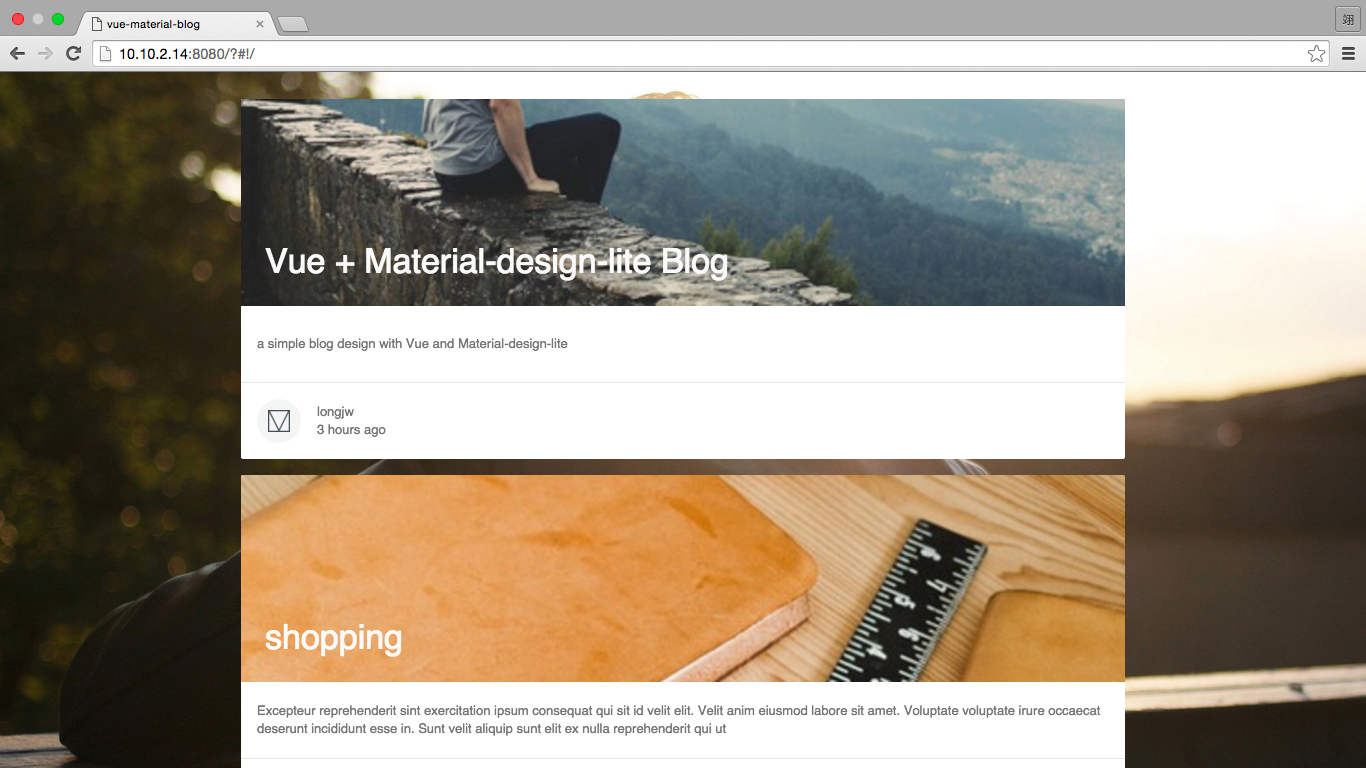 vue-material-blog
翊
10.10.2.14:8080/?#!/
Vue + Material-design-lite Blog
a simple blog design with Vue and Material-design-lite
longjw
3 hours ago
shopping
Excepteur reprehenderit sint exercitation ipsum consequat qui sit id velit elit. Velit anim eiusmod labore sit amet. Voluptate voluptate irure occaecat
deserunt incididunt esse in. Sunt velit aliquip sunt elit ex nulla reprehenderit qui ut